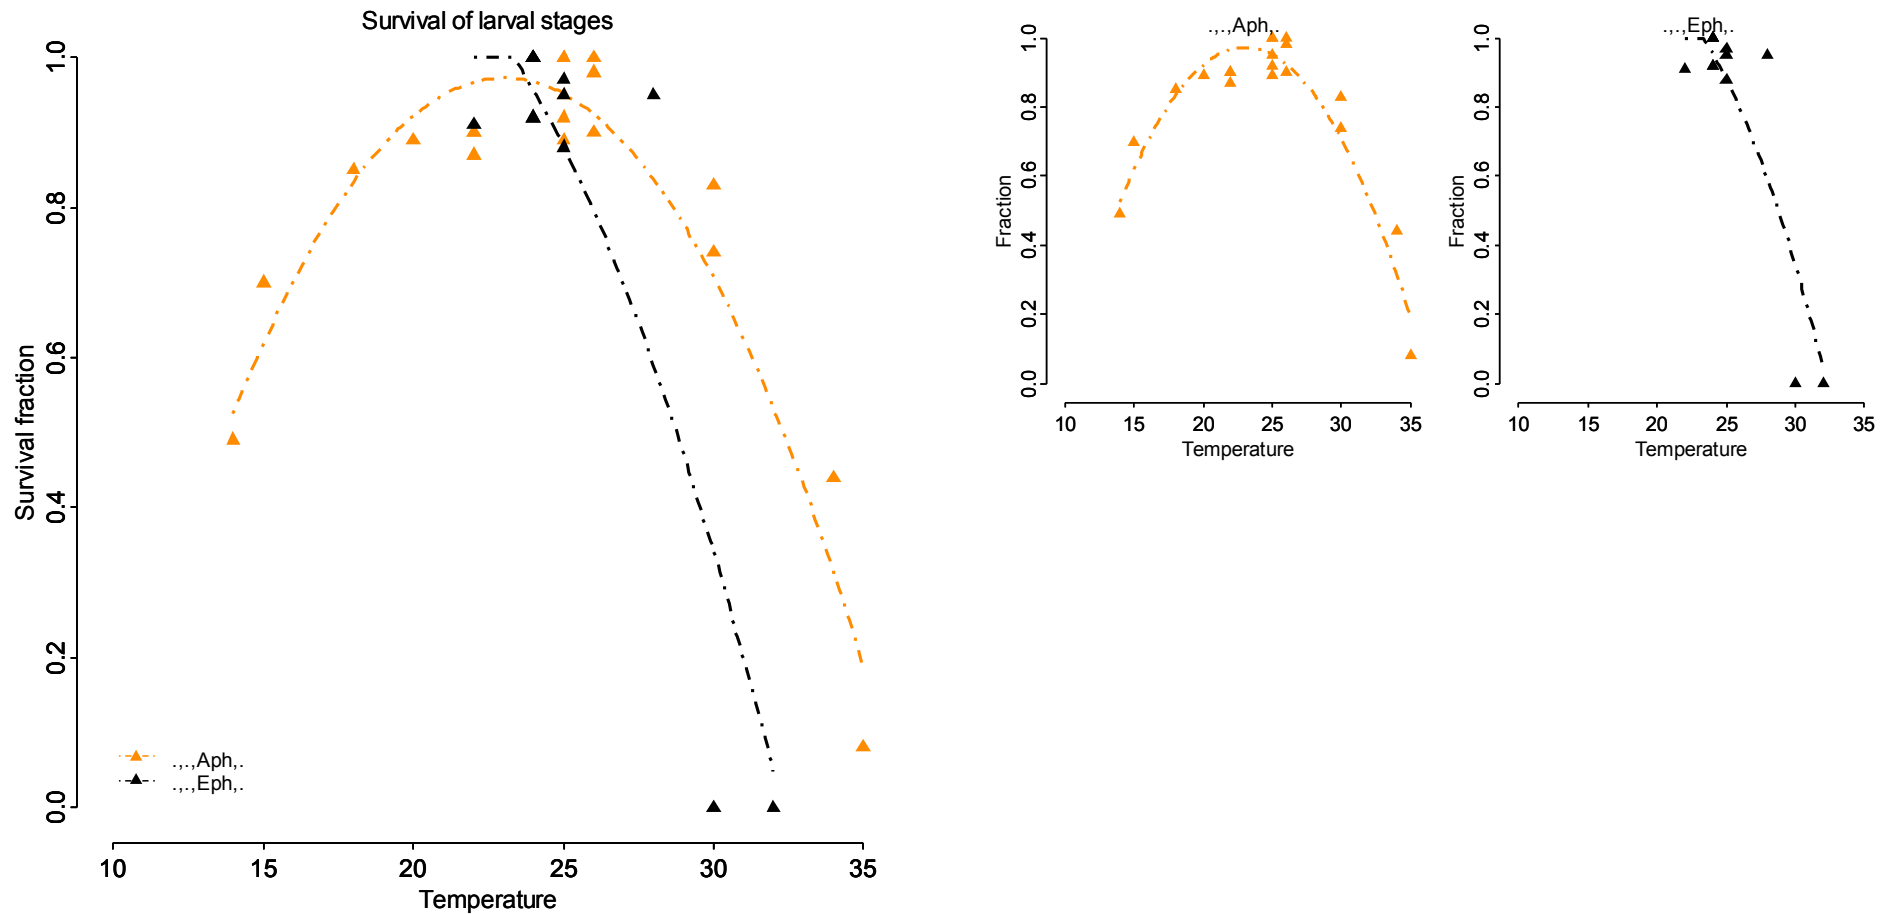 Survival of larval stages
Survival fraction
1.0
0.8
0.6
0.4
0.2
0.0
.,.,Aph,.
.,.,Eph,.
10 15 20 25 30 35
Temperature
.,.,Aph,.
Fraction
1.0
0.8
0.6
0.4
0.2
0.0
10 15 20 25 30 35
Temperature
.,.,Eph,.
Fraction
1.0
0.8
0.6
0.4
0.2
0.0
10 15 20 25 30 35
Temperature